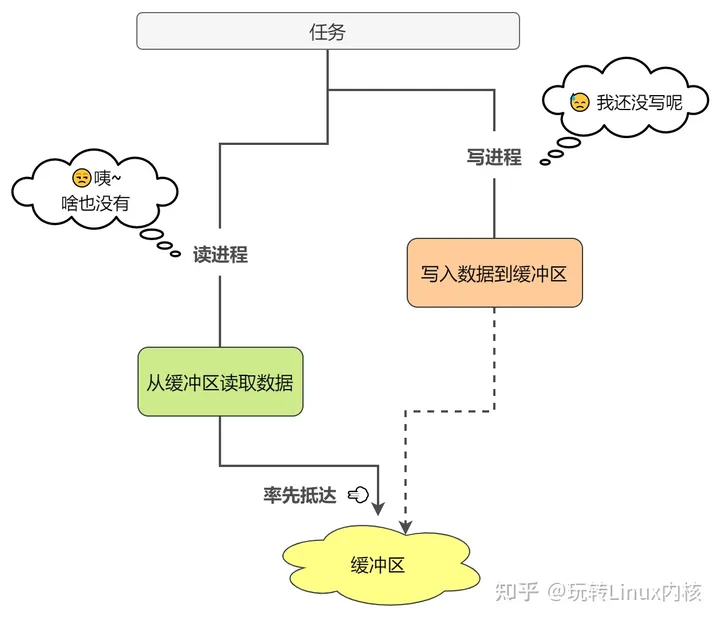 任务
😓 我还没写呢
写进程
😒咦~
啥也没有
读进程
写入数据到缓冲区
从缓冲区读取数据
率先抵达
缓冲区
知乎 @玩转Linux内核